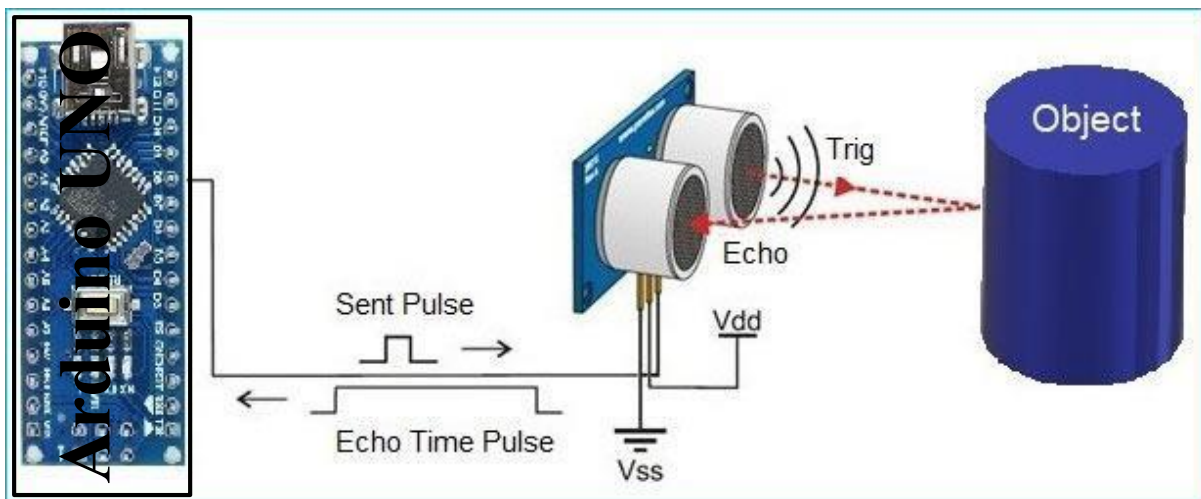 Arduino UNO
Object
Trig
Echo
Sent Pulse
Vdd
Echo Time Pulse
Vss